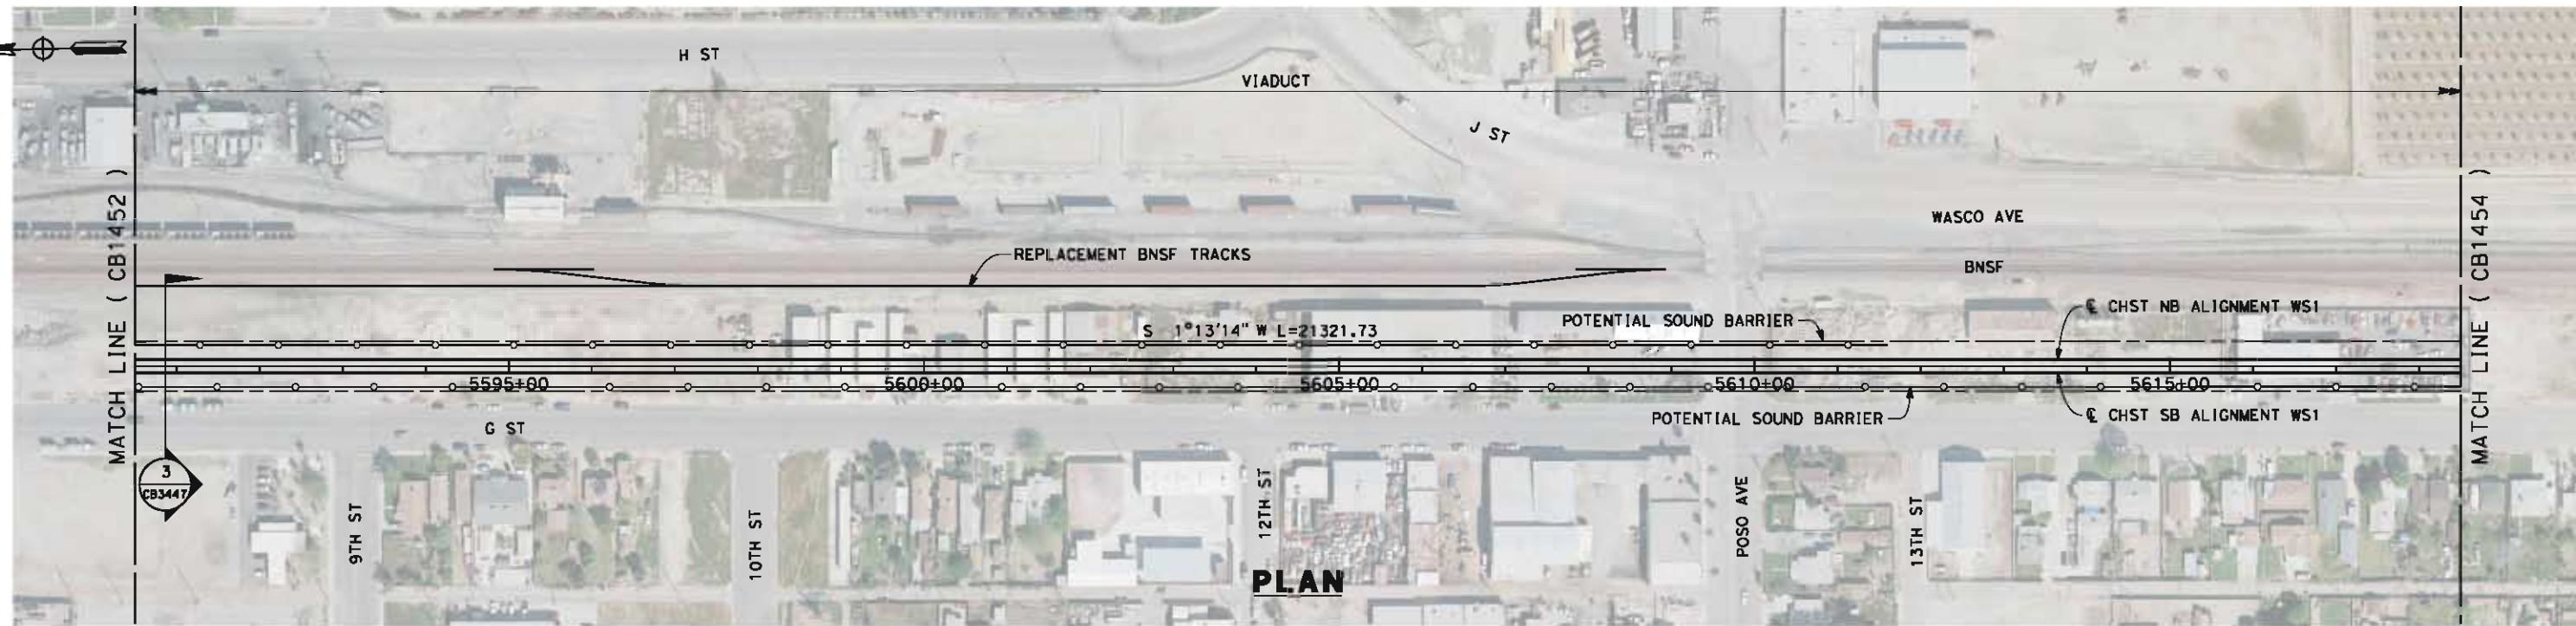 H ST
VIADUCT
J ST
MATCH LINE ( CB1452 )
MATCH LINE ( CB1454 )
WASCO AVE
REPLACEMENT BNSF TRACKS
BNSF
S 1°13'14" W L=21321.73
POTENTIAL SOUND BARRIER
℄ CHST NB ALIGNMENT WS1
5595+00
5600+00
5605+00
5610+00
5615+00
G ST
POTENTIAL SOUND BARRIER
℄ CHST SB ALIGNMENT WS1
3
CB3447
9TH ST
10TH ST
12TH ST
POSO AVE
13TH ST
PLAN